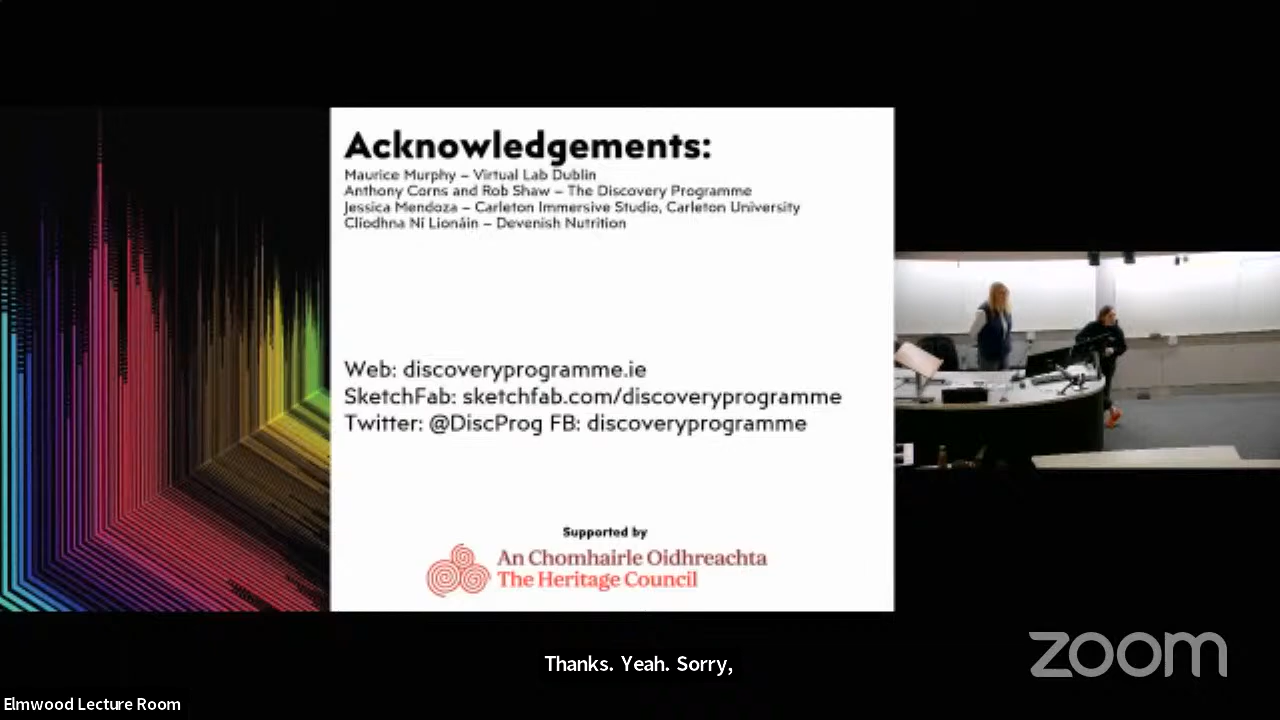 Acknowledgements:
Maurice Murphy – Virtual Lab Dublin
Anthony Corns and Rob Shaw – The Discovery Programme
Jessica Mendoza – Carleton Immersive Studio, Carleton University
Clíodhna Ní Lionáin – Devenish Nutrition
Web: discoveryprogramme.ie
SketchFab: sketchfab.com/discoveryprogramme
Twitter: @DiscProg FB: discoveryprogramme
Supported by
An Chomhairle Oidhreachta
The Heritage Council
Thanks. Yeah. Sorry,
zoom
Elmwood Lecture Room